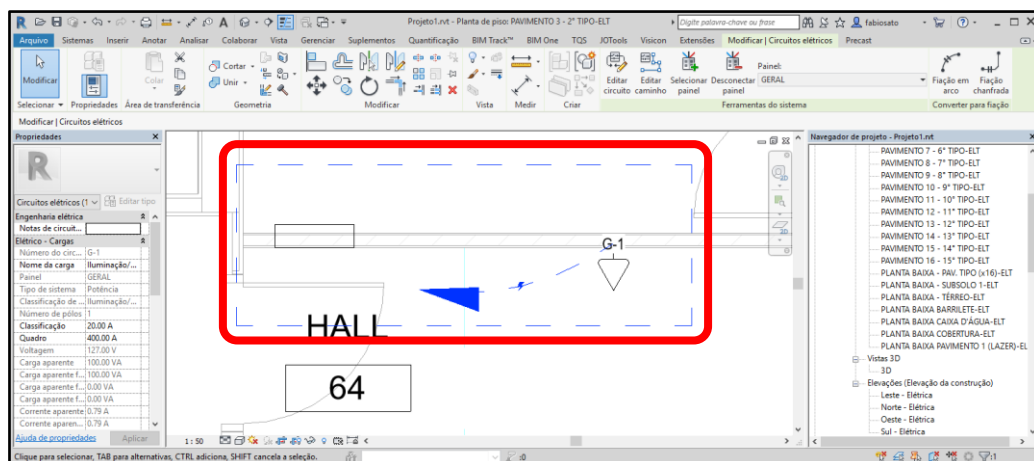 Projeto1.rvt - Planta de piso: PAVIMENTO 3 - 2° TIPO-ELT
Digite palavra-chave ou frase
fabiosato
Arquivo Sistemas Inserir Anotar Analisar Colaborar Vista Gerenciar Suplementos Quantificação BIM Track™ BIM One TQS JOTools Visicon Extensões Modificar | Circuitos elétricos Precast
Modificar
Colar
Cortar
Unir
Editar circuito
Editar caminho
Selecionar painel
Desconectar painel
Painel:
GERAL
Fiação em arco
Fiação chanfrada
Selecionar Propriedades Área de transferência Geometria Modificar Vista Medir Criar Ferramentas do sistema Converter para fiação
Modificar | Circuitos elétricos
Propriedades
R
Circuitos elétricos (1
Editar tipo
Engenharia elétrica
Notas de circuit...
Elétrico - Cargas
Número do circ... G-1
Nome da carga Iluminação/...
Painel GERAL
Tipo de sistema Potência
Classificação de ... Iluminação/...
Número de pólos 1
Classificação 20.00 A
Quadro 400.00 A
Voltagem 127.00 V
Carga aparente 100.00 VA
Carga aparente f... 100.00 VA
Carga aparente f... 0.00 VA
Carga aparente f... 0.00 VA
Corrente aparente 0.79 A
Corrente aparen... 0.79 A
Ajuda de propriedades
Aplicar
G-1
HALL
64
1 : 50
Navegador de projeto - Projeto1.rvt
PAVIMENTO 7 - 6° TIPO-ELT
PAVIMENTO 8 - 7° TIPO-ELT
PAVIMENTO 9 - 8° TIPO-ELT
PAVIMENTO 10 - 9° TIPO-ELT
PAVIMENTO 11 - 10° TIPO-ELT
PAVIMENTO 12 - 11° TIPO-ELT
PAVIMENTO 13 - 12° TIPO-ELT
PAVIMENTO 14 - 13° TIPO-ELT
PAVIMENTO 15 - 14° TIPO-ELT
PAVIMENTO 16 - 15° TIPO-ELT
PLANTA BAIXA - PAV. TIPO (x16)-ELT
PLANTA BAIXA - SUBSOLO 1-ELT
PLANTA BAIXA - TÉRREO-ELT
PLANTA BAIXA BARRILETE-ELT
PLANTA BAIXA CAIXA D'ÁGUA-ELT
PLANTA BAIXA COBERTURA-ELT
PLANTA BAIXA PAVIMENTO 1 (LAZER)-EL
Vistas 3D
3D
Elevações (Elevação da construção)
Leste - Elétrica
Norte - Elétrica
Oeste - Elétrica
Sul - Elétrica
Clique para selecionar, TAB para alternativas, CTRL adiciona, SHIFT cancela a seleção.
:0
:1